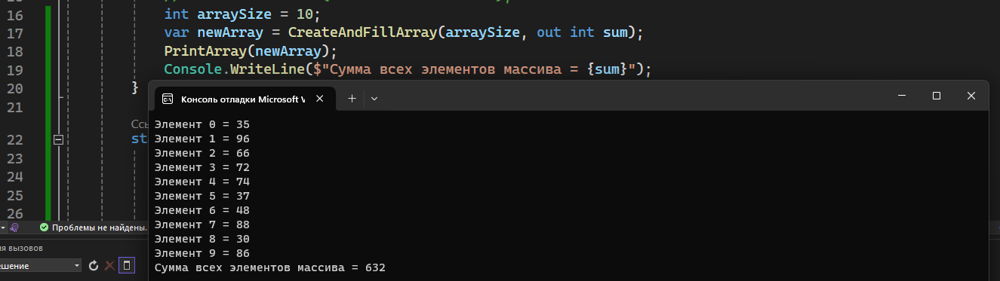 16 int arraySize = 10;
17 var newArray = CreateAndFillArray(arraySize, out int sum);
18 PrintArray(newArray);
19 Console.WriteLine($"Сумма всех элементов массива = {sum}");
20 }
21
Ссы
22 sta
23
24
25
26
Консоль отладки Microsoft V
Элемент 0 = 35
Элемент 1 = 96
Элемент 2 = 66
Элемент 3 = 72
Элемент 4 = 74
Элемент 5 = 37
Элемент 6 = 48
Элемент 7 = 88
Элемент 8 = 30
Элемент 9 = 86
Сумма всех элементов массива = 632
Проблемы не найдены.
ия вызовов
ешение